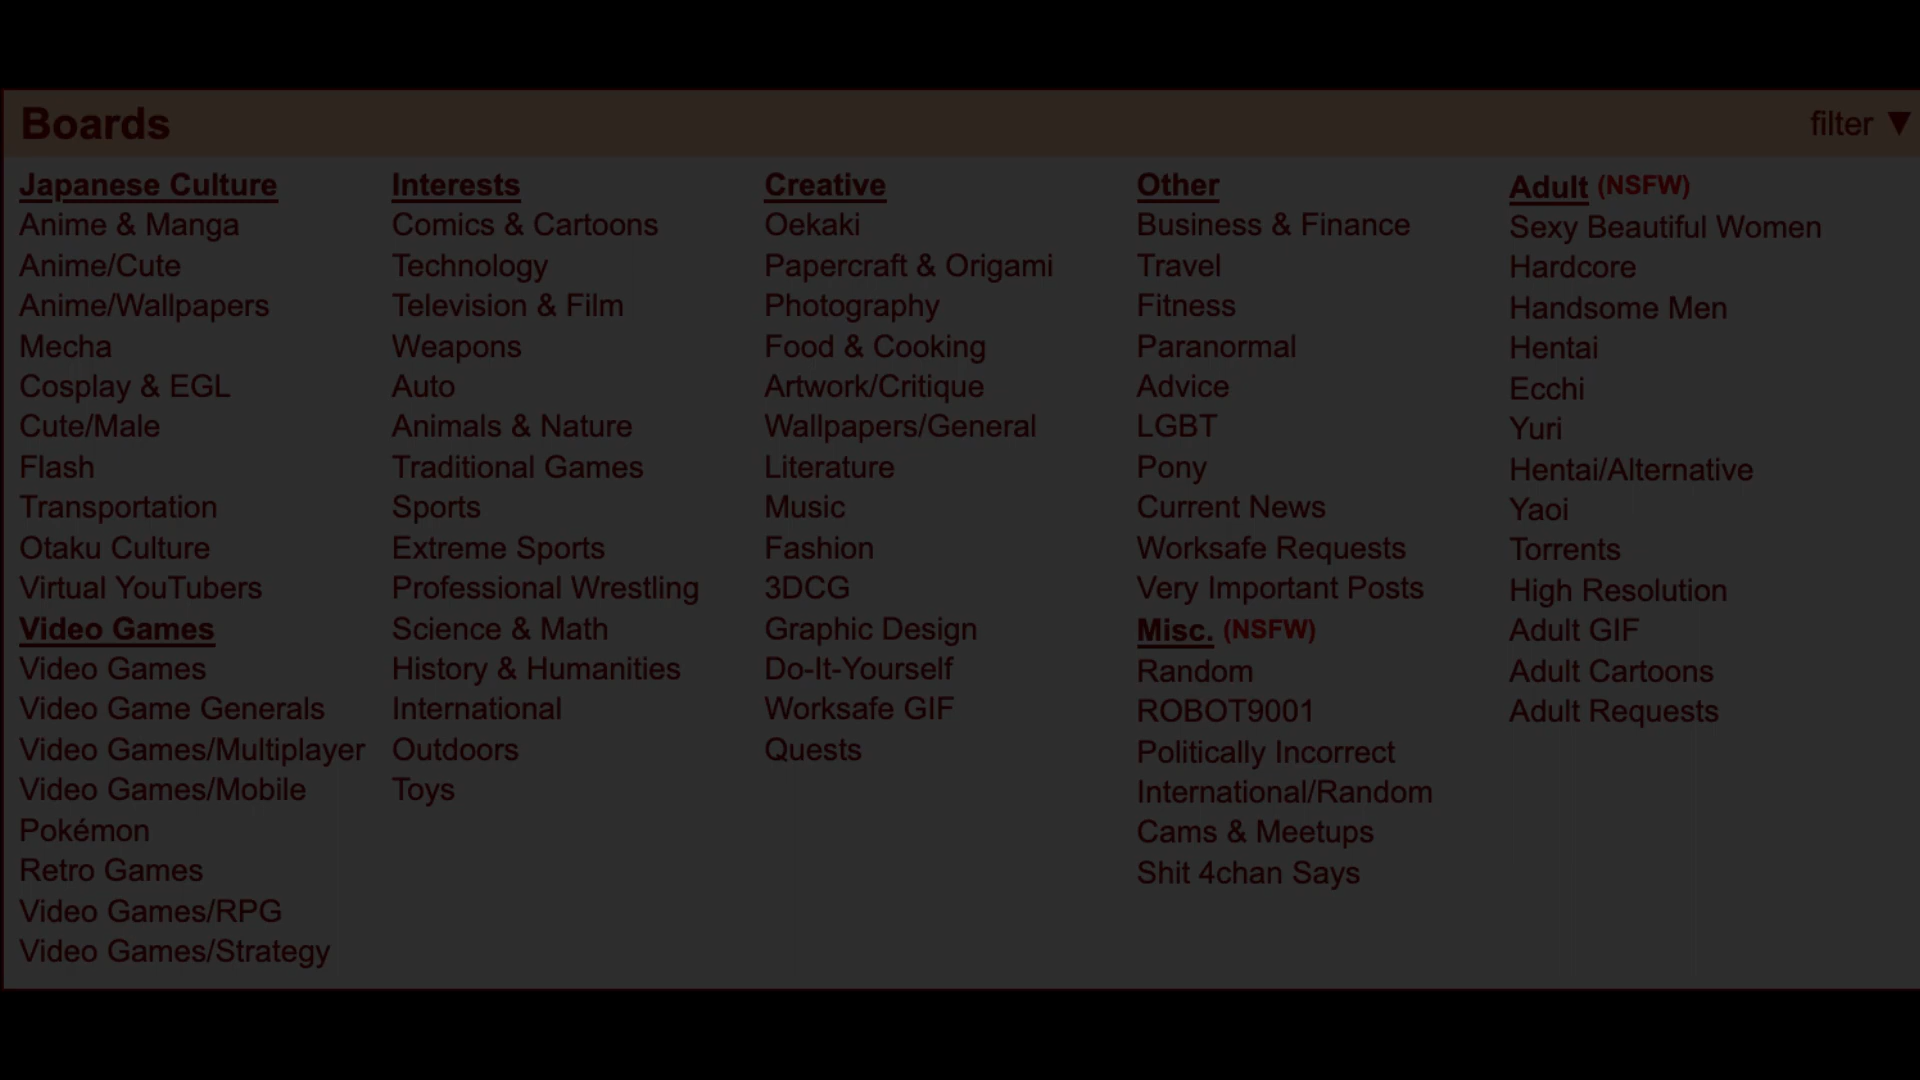 Boards
filter ▼
Japanese Culture
Anime & Manga
Anime/Cute
Anime/Wallpapers
Mecha
Cosplay & EGL
Cute/Male
Flash
Transportation
Otaku Culture
Virtual YouTubers
Video Games
Video Games
Video Game Generals
Video Games/Multiplayer
Video Games/Mobile
Pokémon
Retro Games
Video Games/RPG
Video Games/Strategy
Interests
Comics & Cartoons
Technology
Television & Film
Weapons
Auto
Animals & Nature
Traditional Games
Sports
Extreme Sports
Professional Wrestling
Science & Math
History & Humanities
International
Outdoors
Toys
Creative
Oekaki
Papercraft & Origami
Photography
Food & Cooking
Artwork/Critique
Wallpapers/General
Literature
Music
Fashion
3DCG
Graphic Design
Do-It-Yourself
Worksafe GIF
Quests
Other
Business & Finance
Travel
Fitness
Paranormal
Advice
LGBT
Pony
Current News
Worksafe Requests
Very Important Posts
Misc. (NSFW)
Random
ROBOT9001
Politically Incorrect
International/Random
Cams & Meetups
Shit 4chan Says
Adult (NSFW)
Sexy Beautiful Women
Hardcore
Handsome Men
Hentai
Ecchi
Yuri
Hentai/Alternative
Yaoi
Torrents
High Resolution
Adult GIF
Adult Cartoons
Adult Requests